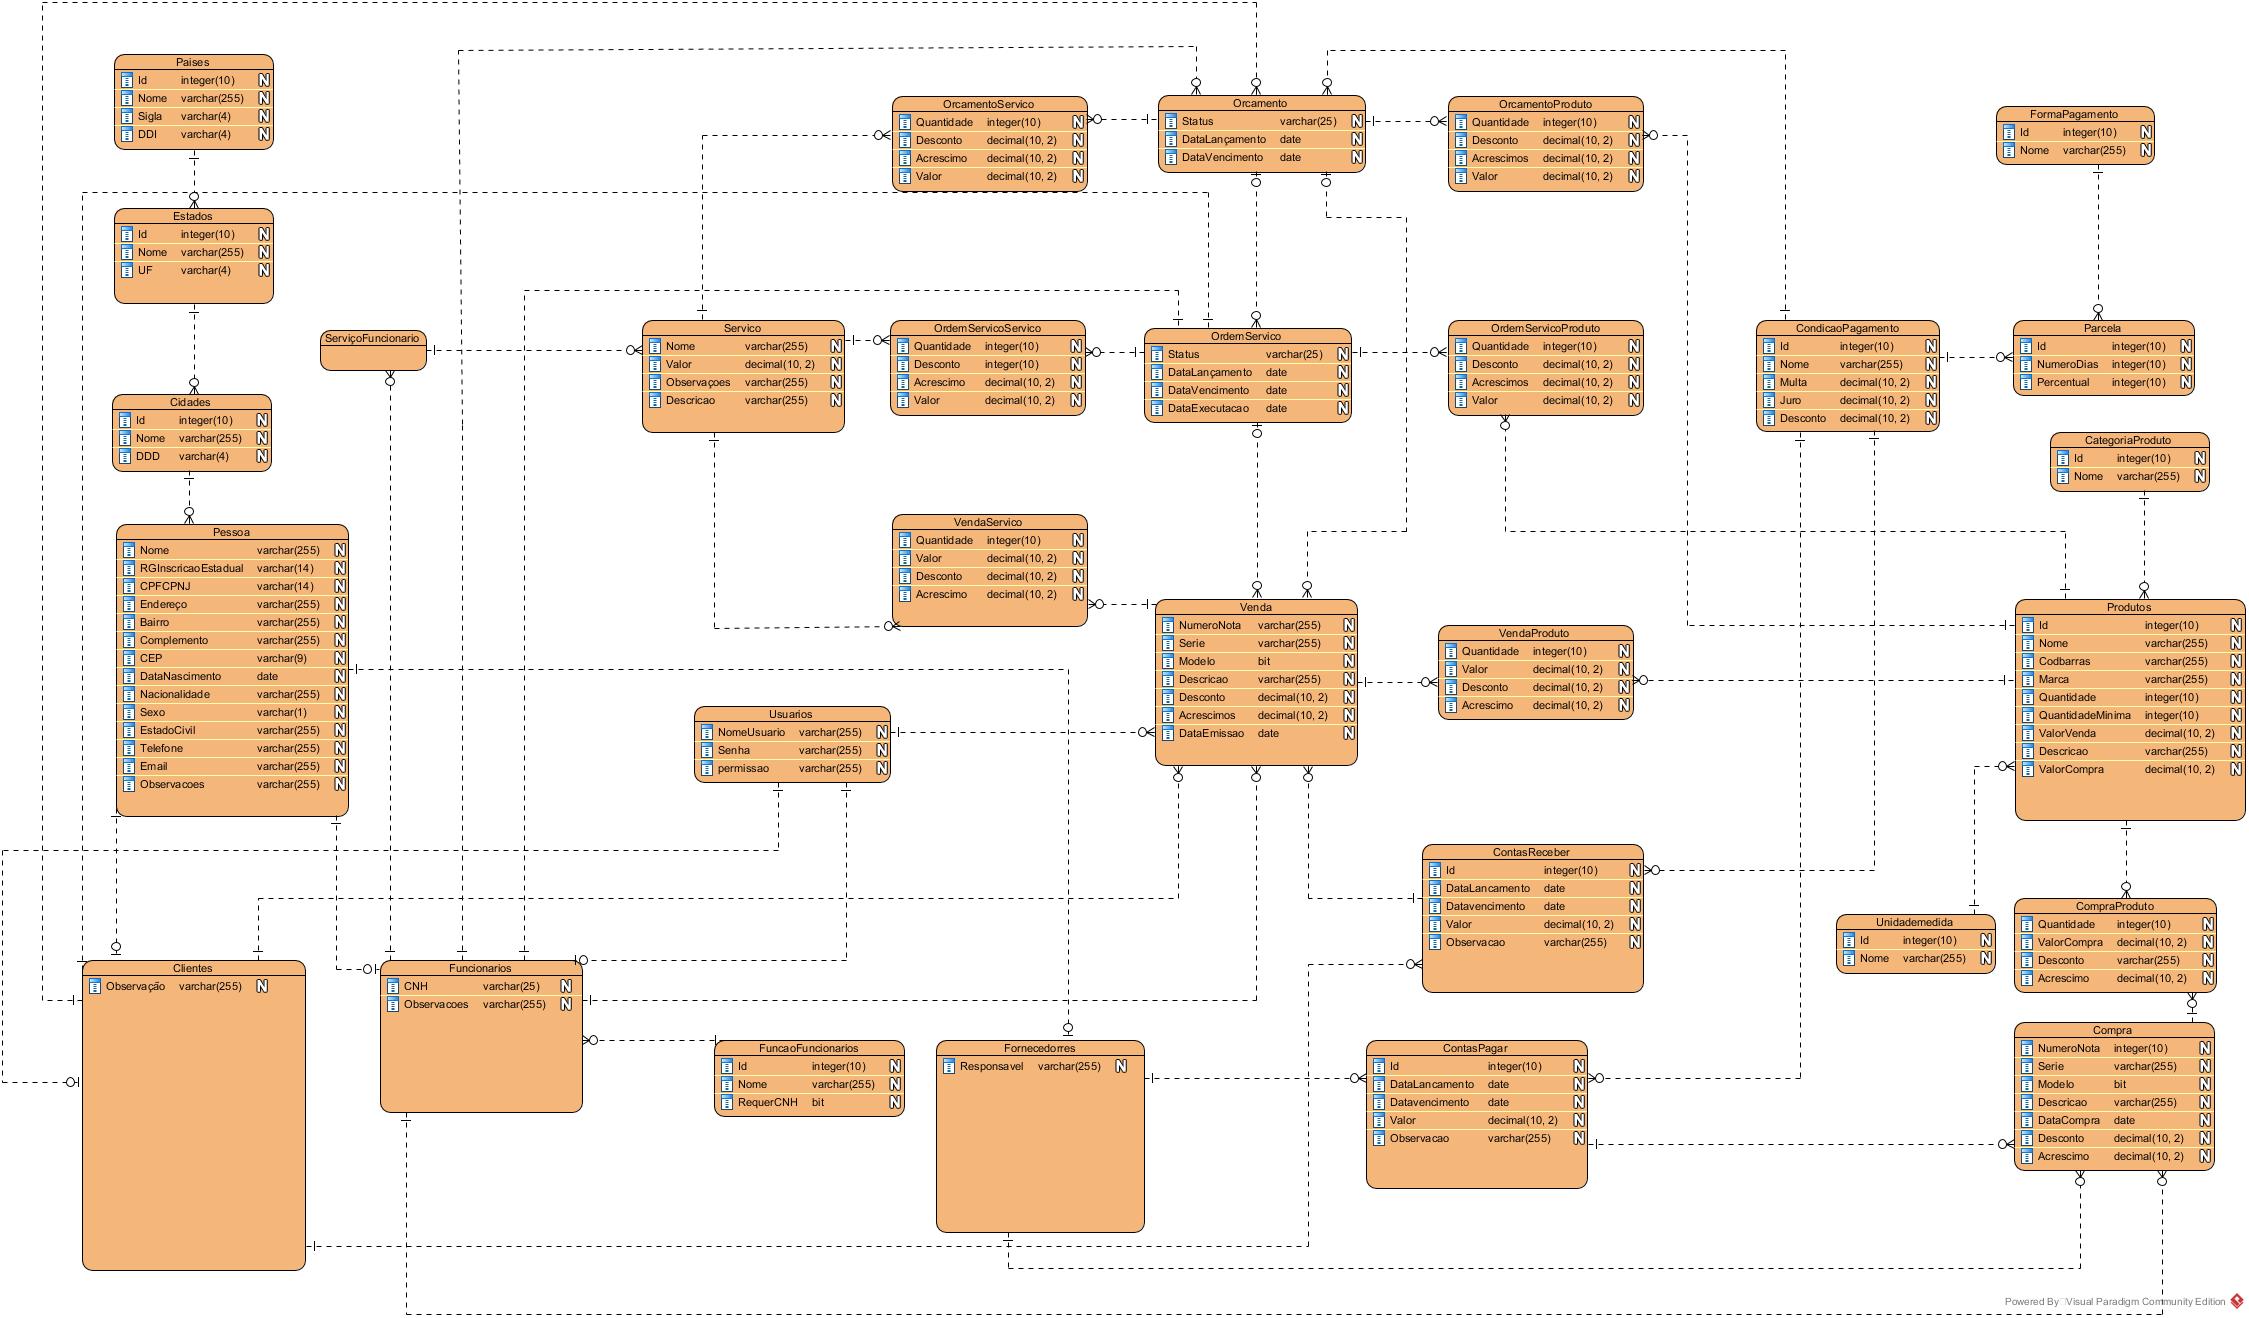 Paises
Id integer(10) N
Nome varchar(255) N
Sigla varchar(4) N
DDI varchar(4) N
OrcamentoServico
Quantidade integer(10) N
Desconto decimal(10, 2) N
Acrescimo decimal(10, 2) N
Valor decimal(10, 2) N
Orcamento
Status varchar(25) N
DataLançamento date N
DataVencimento date N
OrcamentoProduto
Quantidade integer(10) N
Desconto decimal(10, 2) N
Acrescimos decimal(10, 2) N
Valor decimal(10, 2) N
FormaPagamento
Id integer(10) N
Nome varchar(255) N
Estados
Id integer(10) N
Nome varchar(255) N
UF varchar(4) N
ServiçoFuncionario
Servico
Nome varchar(255) N
Valor decimal(10, 2) N
Observaçoes varchar(255) N
Descricao varchar(255) N
OrdemServicoServico
Quantidade integer(10) N
Desconto integer(10) N
Acrescimo decimal(10, 2) N
Valor decimal(10, 2) N
OrdemServico
Status varchar(25) N
DataLançamento date N
DataVencimento date N
DataExecutacao date N
OrdemServicoProduto
Quantidade integer(10) N
Desconto decimal(10, 2) N
Acrescimos decimal(10, 2) N
Valor decimal(10, 2) N
CondicaoPagamento
Id integer(10) N
Nome varchar(255) N
Multa decimal(10, 2) N
Juro decimal(10, 2) N
Desconto decimal(10, 2) N
Parcela
Id integer(10) N
NumeroDias integer(10) N
Percentual integer(10) N
Cidades
Id integer(10) N
Nome varchar(255) N
DDD varchar(4) N
CategoriaProduto
Id integer(10) N
Nome varchar(255) N
Pessoa
Nome varchar(255) N
RGInscricaoEstadual varchar(14) N
CPFCPNJ varchar(14) N
Endereço varchar(255) N
Bairro varchar(255) N
Complemento varchar(255) N
CEP varchar(9) N
DataNascimento date N
Nacionalidade varchar(255) N
Sexo varchar(1) N
EstadoCivil varchar(255) N
Telefone varchar(255) N
Email varchar(255) N
Observacoes varchar(255) N
VendaServico
Quantidade integer(10) N
Valor decimal(10, 2) N
Desconto decimal(10, 2) N
Acrescimo decimal(10, 2) N
Venda
NumeroNota varchar(255) N
Serie varchar(255) N
Modelo bit N
Descricao varchar(255) N
Desconto decimal(10, 2) N
Acrescimos decimal(10, 2) N
DataEmissao date N
VendaProduto
Quantidade integer(10) N
Valor decimal(10, 2) N
Desconto decimal(10, 2) N
Acrescimo decimal(10, 2) N
Produtos
Id integer(10) N
Nome varchar(255) N
Codbarras varchar(255) N
Marca varchar(255) N
Quantidade integer(10) N
QuantidadeMinima integer(10) N
ValorVenda decimal(10, 2) N
Descricao varchar(255) N
ValorCompra decimal(10, 2) N
Usuarios
NomeUsuario varchar(255) N
Senha varchar(255) N
permissao varchar(255) N
ContasReceber
Id integer(10) N
DataLancamento date N
Datavencimento date N
Valor decimal(10, 2) N
Observacao varchar(255) N
Unidademedida
Id integer(10) N
Nome varchar(255) N
CompraProduto
Quantidade integer(10) N
ValorCompra decimal(10, 2) N
Desconto varchar(255) N
Acrescimo decimal(10, 2) N
Clientes
Observação varchar(255) N
Funcionarios
CNH varchar(25) N
Observacoes varchar(255) N
FuncaoFuncionarios
Id integer(10) N
Nome varchar(255) N
RequerCNH bit N
Fornecedorres
Responsavel varchar(255) N
ContasPagar
Id integer(10) N
DataLancamento date N
Datavencimento date N
Valor decimal(10, 2) N
Observacao varchar(255) N
Compra
NumeroNota integer(10) N
Serie varchar(255) N
Modelo bit N
Descricao varchar(255) N
DataCompra date N
Desconto decimal(10, 2) N
Acrescimo decimal(10, 2) N
Powered By Visual Paradigm Community Edition